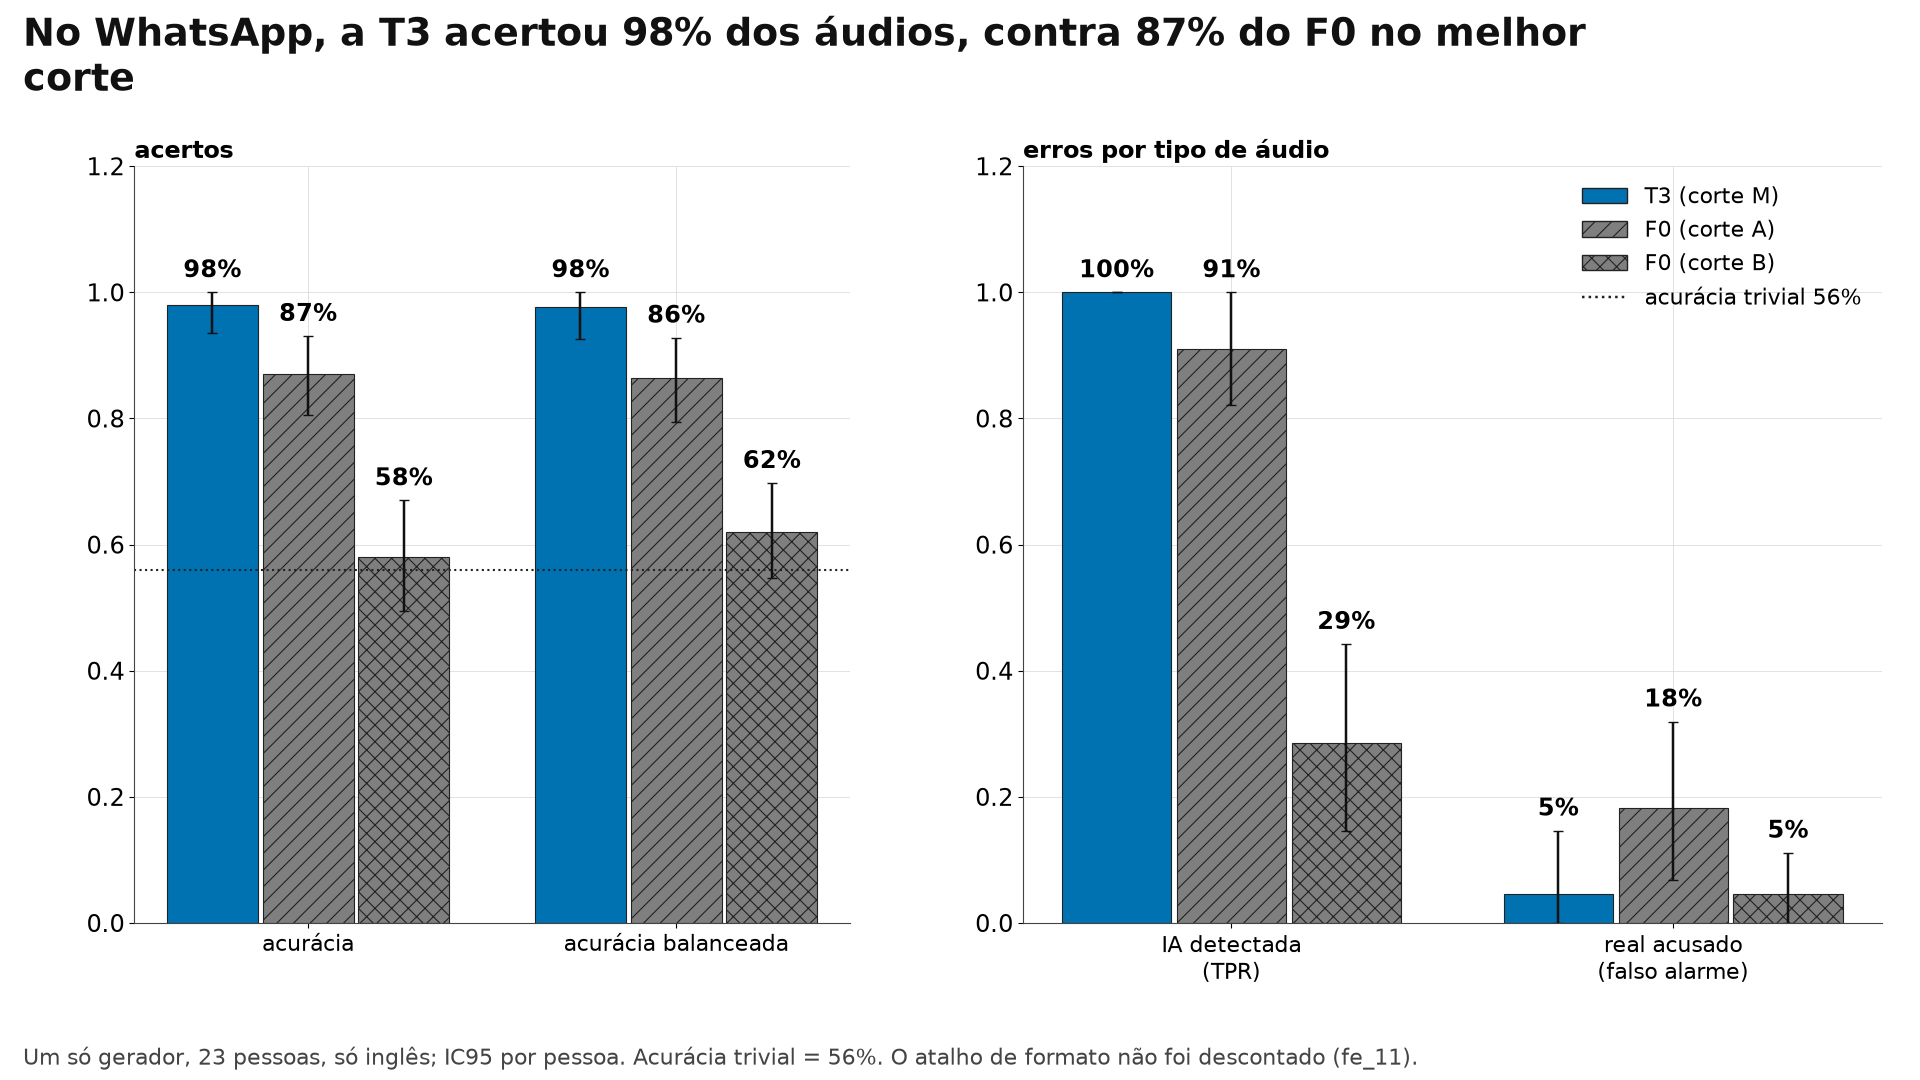 No WhatsApp, a T3 acertou 98% dos áudios, contra 87% do F0 no melhor
corte
acertos
1.2
1.0
0.8
0.6
0.4
0.2
0.0
98%
87%
58%
98%
86%
62%
acurácia
acurácia balanceada
erros por tipo de áudio
1.2
1.0
0.8
0.6
0.4
0.2
0.0
T3 (corte M)
F0 (corte A)
F0 (corte B)
acurácia trivial 56%
100%
91%
29%
5%
18%
5%
IA detectada
(TPR)
real acusado
(falso alarme)
Um só gerador, 23 pessoas, só inglês; IC95 por pessoa. Acurácia trivial = 56%. O atalho de formato não foi descontado (fe_11).